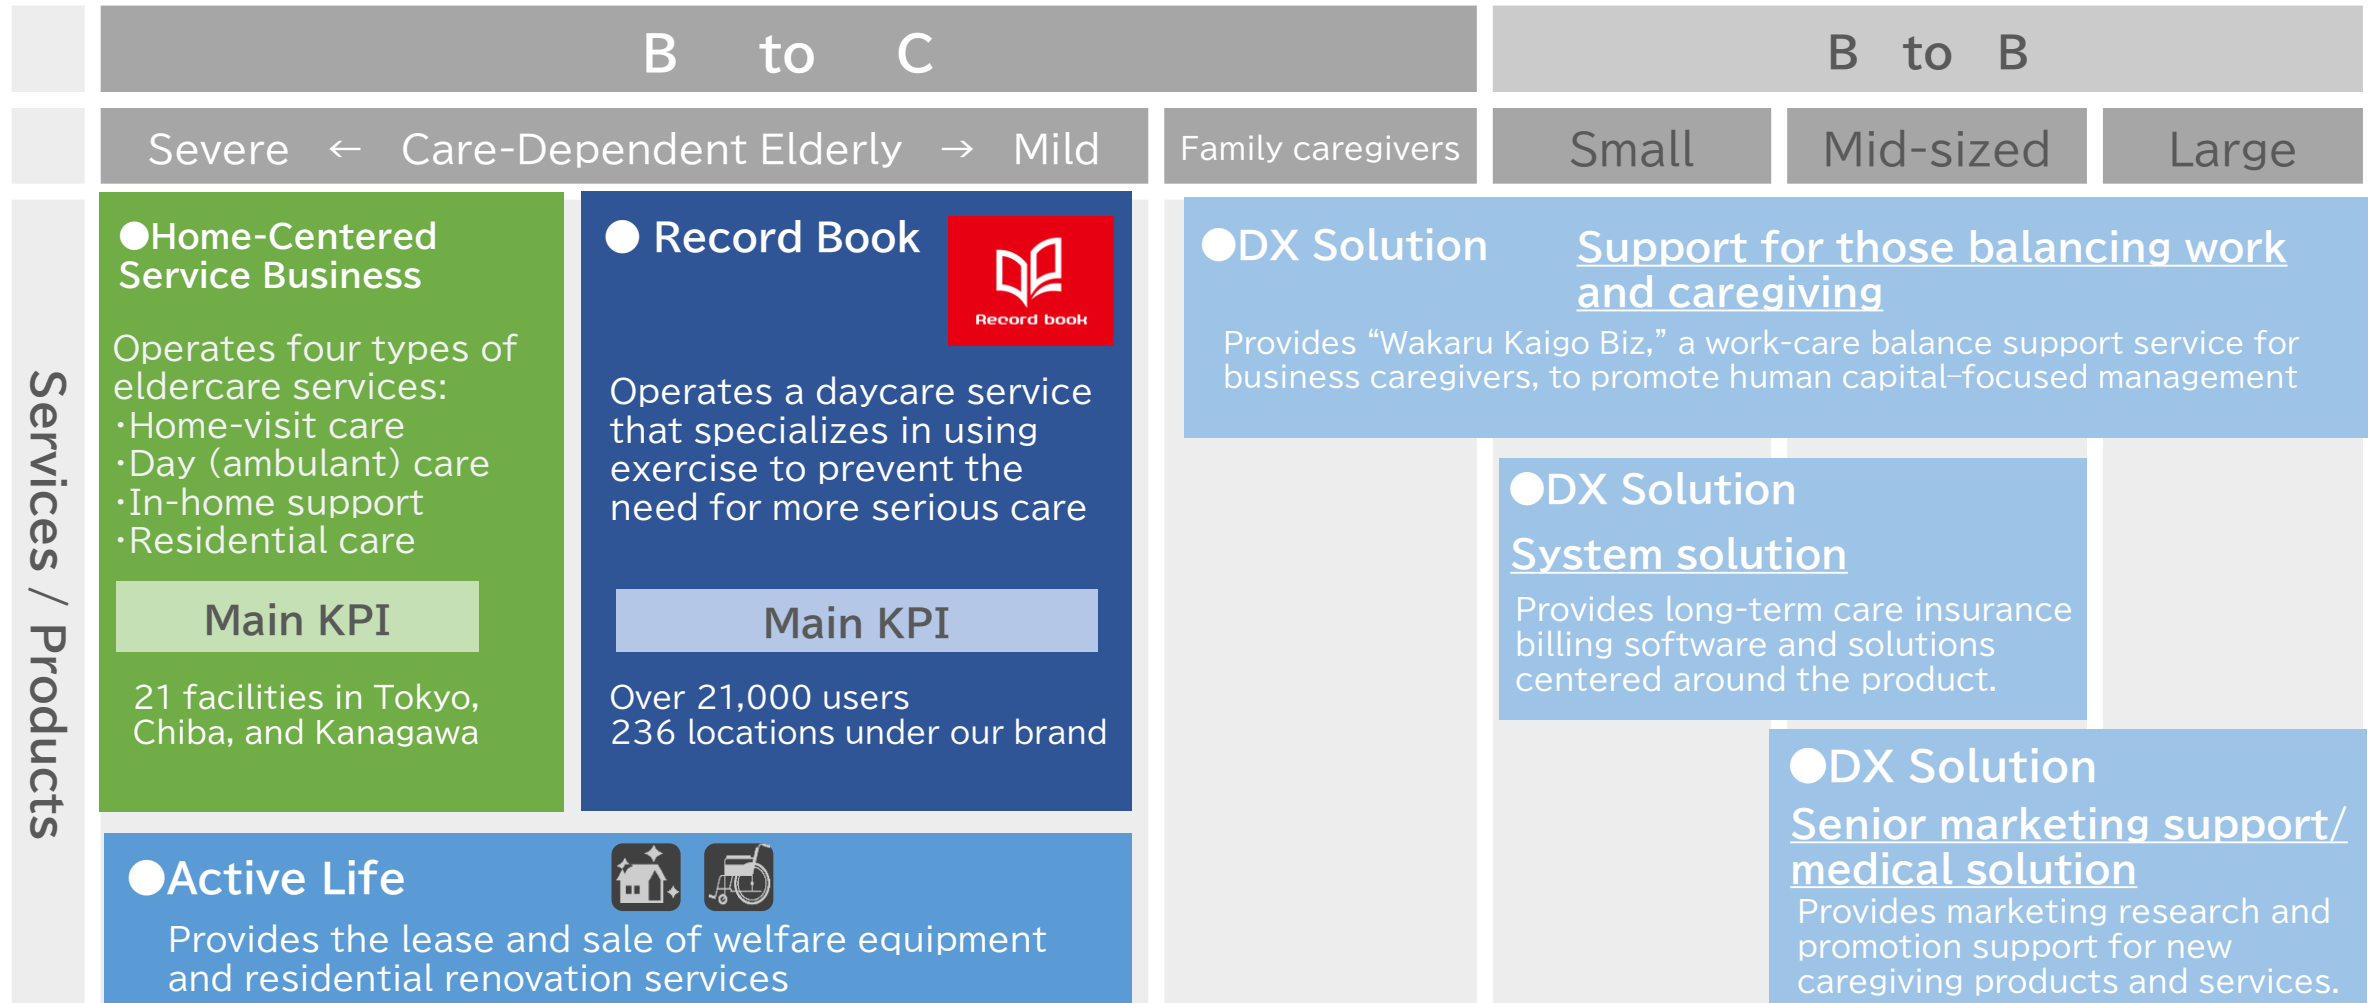 B to C
B to B
Severe ← Care-Dependent Elderly → Mild
Family caregivers
Small
Mid-sized
Large
Services / Products
●Home-Centered
Service Business
Operates four types of
eldercare services:
・Home-visit care
・Day (ambulant) care
・In-home support
・Residential care
Main KPI
21 facilities in Tokyo,
Chiba, and Kanagawa
● Record Book
Record book
Operates a daycare service
that specializes in using
exercise to prevent the
need for more serious care
Main KPI
Over 21,000 users
236 locations under our brand
●Active Life
Provides the lease and sale of welfare equipment
and residential renovation services
●DX Solution
Support for those balancing work
and caregiving
Provides “Wakaru Kaigo Biz,” a work-care balance support service for
business caregivers, to promote human capital–focused management
●DX Solution
System solution
Provides long-term care insurance
billing software and solutions
centered around the product.
●DX Solution
Senior marketing support/
medical solution
Provides marketing research and
promotion support for new
caregiving products and services.